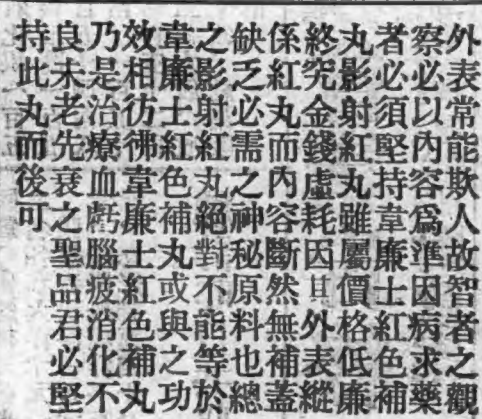 外表常能欺人故智者之觀
察必以內容爲準因病求藥
者必須堅持韋廉士紅色補
丸影射紅丸雖屬價格低廉
終究金錢虛耗因其外表縱
係紅丸而內容斷然無補蓋
缺乏必需之神秘原料也總
之影射紅丸絕對不能等於
韋廉士紅色補丸或與之功
效相彷彿韋廉士紅色補丸
乃是治療血虧腦疲消化不
良未老先衰之聖品君必堅
持此丸而後可